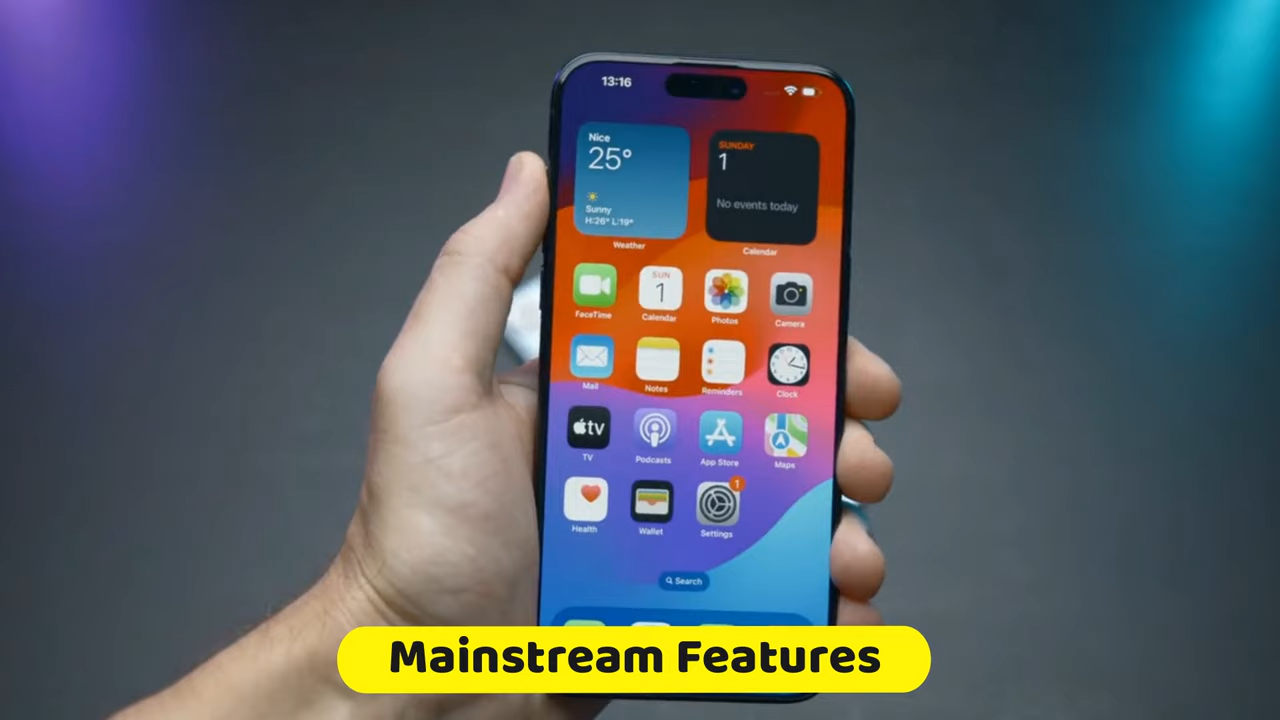 13:16
Nice
25°
Sunny
H:26° L:19°
Weather
SUNDAY
1
No events today
Calendar
FaceTime
SUN
1
Calendar
Photos
Camera
Mail
Notes
Reminders
Clock
tv
TV
Podcasts
App Store
Maps
Health
Wallet
1
Settings
Search
Mainstream Features